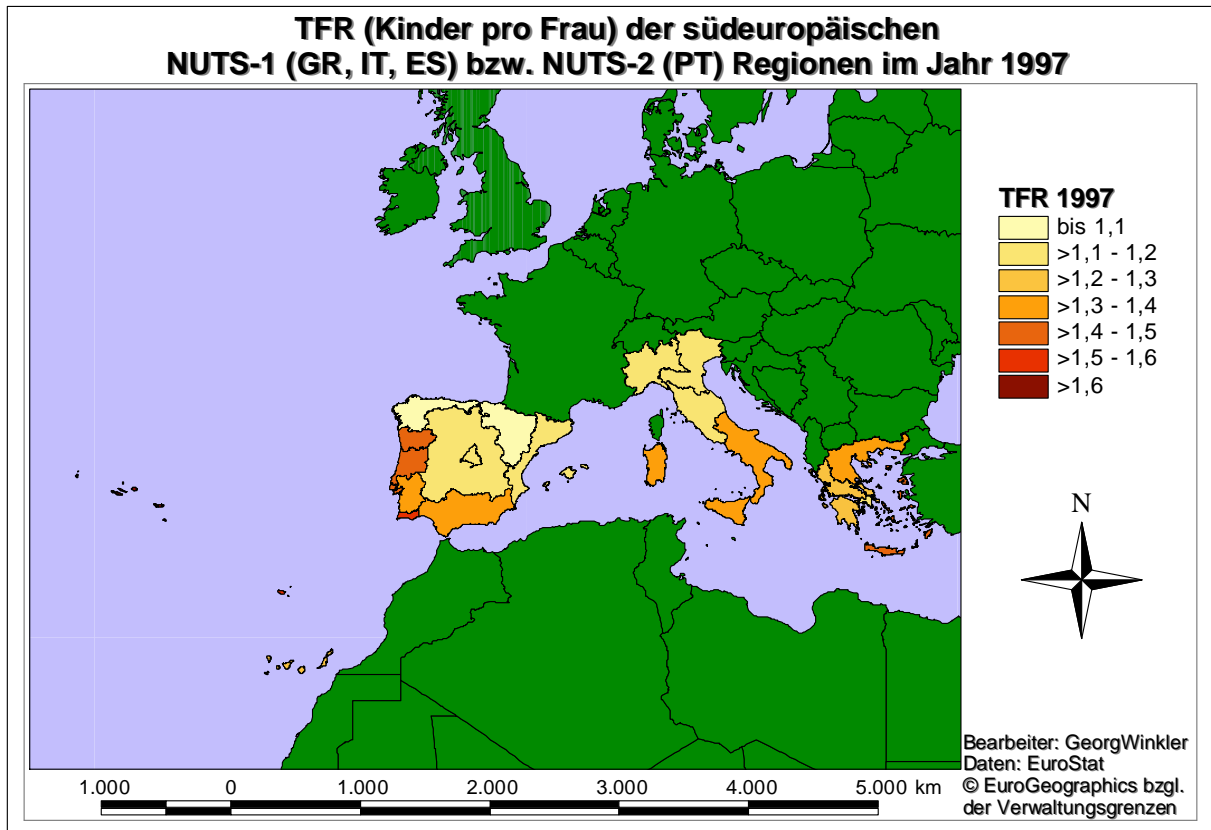 TFR (Kinder pro Frau) der südeuropäischen
NUTS-1 (GR, IT, ES) bzw. NUTS-2 (PT) Regionen im Jahr 1997
TFR 1997
bis 1,1
>1,1 - 1,2
>1,2 - 1,3
>1,3 - 1,4
>1,4 - 1,5
>1,5 - 1,6
>1,6
N
Bearbeiter: GeorgWinkler
Daten: EuroStat
© EuroGeographics bzgl.
der Verwaltungsgrenzen
1.000 0 1.000 2.000 3.000 4.000 5.000 km